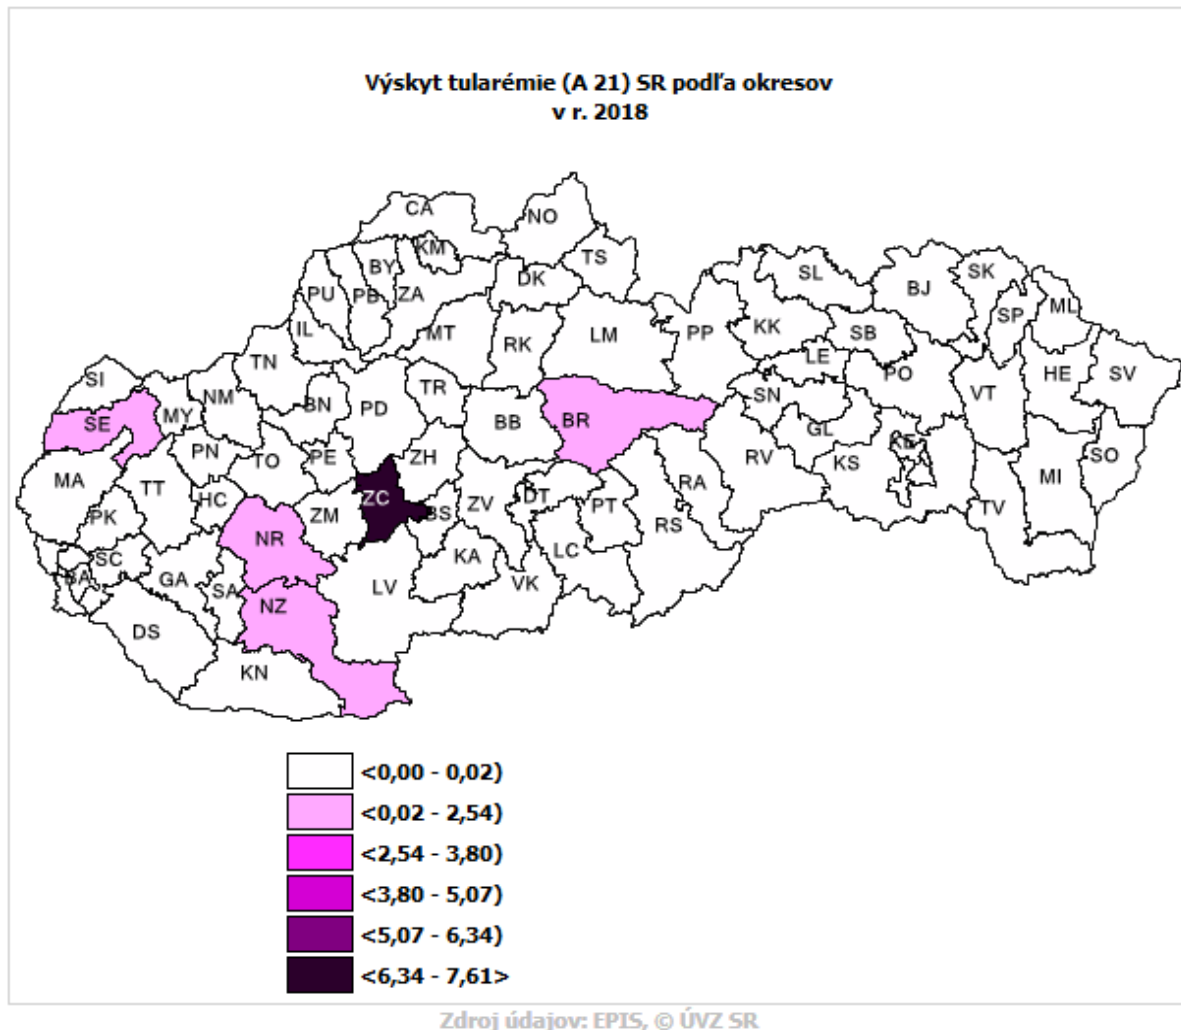 Výskyt tularémie (A 21) SR podľa okresov
v r. 2018
CA
NO
KM
BY
TS
DK
SL
SK
PU
PB
ZA
BJ
ML
SP
IL
MT
RK
LM
PP
KK
SB
TN
LE
PO
HE
SV
SI
NM
BN
PD
TR
SN
VT
MY
SE
BB
BR
GL
KE
PN
TO
PE
ZH
RV
KS
SO
MA
TT
HC
ZC
DT
PT
RA
MI
PK
ZM
BS
ZV
TV
RS
NR
SC
KA
LC
BA
GA
SA
LV
VK
NZ
DS
KN
<0,00 - 0,02)
<0,02 - 2,54)
<2,54 - 3,80)
<3,80 - 5,07)
<5,07 - 6,34)
<6,34 - 7,61>
Zdroj údajov: EPIS, © ÚVZ SR